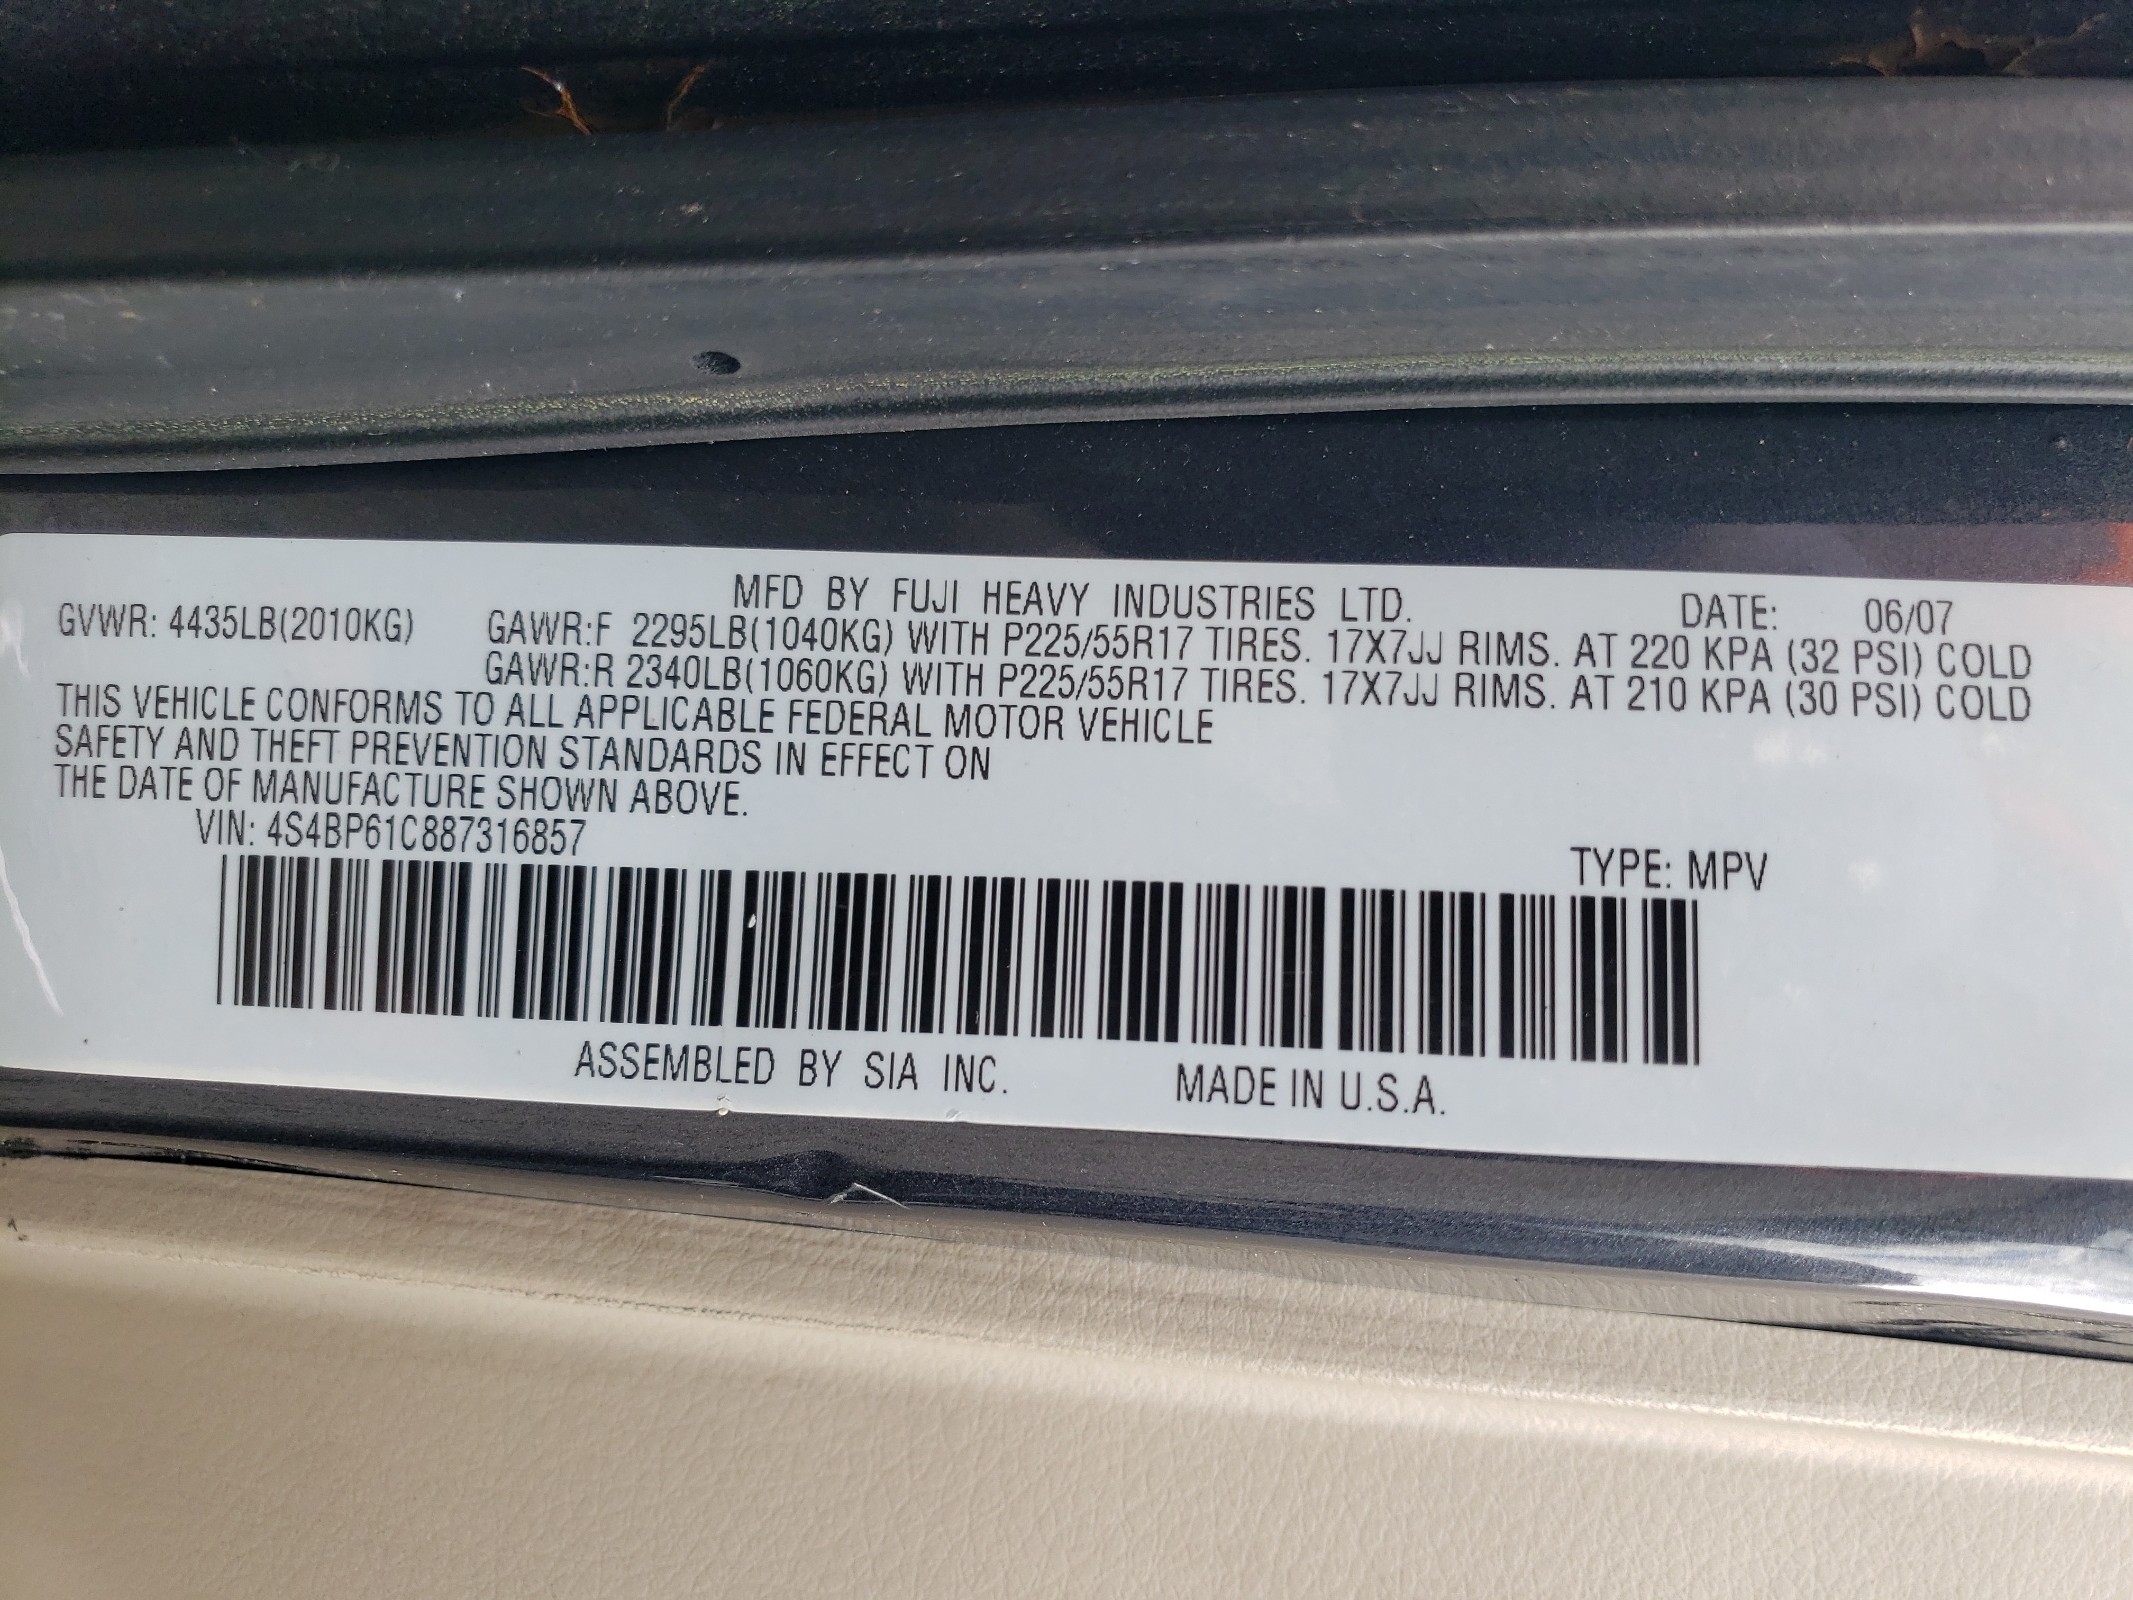 MFD BY FUJI HEAVY INDUSTRIES LTD. DATE: 06/07
GVWR: 4435LB(2010KG) GAWR:F 2295LB(1040KG) WITH P225/55R17 TIRES. 17X7JJ RIMS. AT 220 KPA (32 PSI) COLD
GAWR:R 2340LB(1060KG) WITH P225/55R17 TIRES. 17X7JJ RIMS. AT 210 KPA (30 PSI) COLD
THIS VEHICLE CONFORMS TO ALL APPLICABLE FEDERAL MOTOR VEHICLE
SAFETY AND THEFT PREVENTION STANDARDS IN EFFECT ON
THE DATE OF MANUFACTURE SHOWN ABOVE.
VIN: 4S4BP61C887316857
TYPE: MPV
ASSEMBLED BY SIA INC. MADE IN U.S.A.